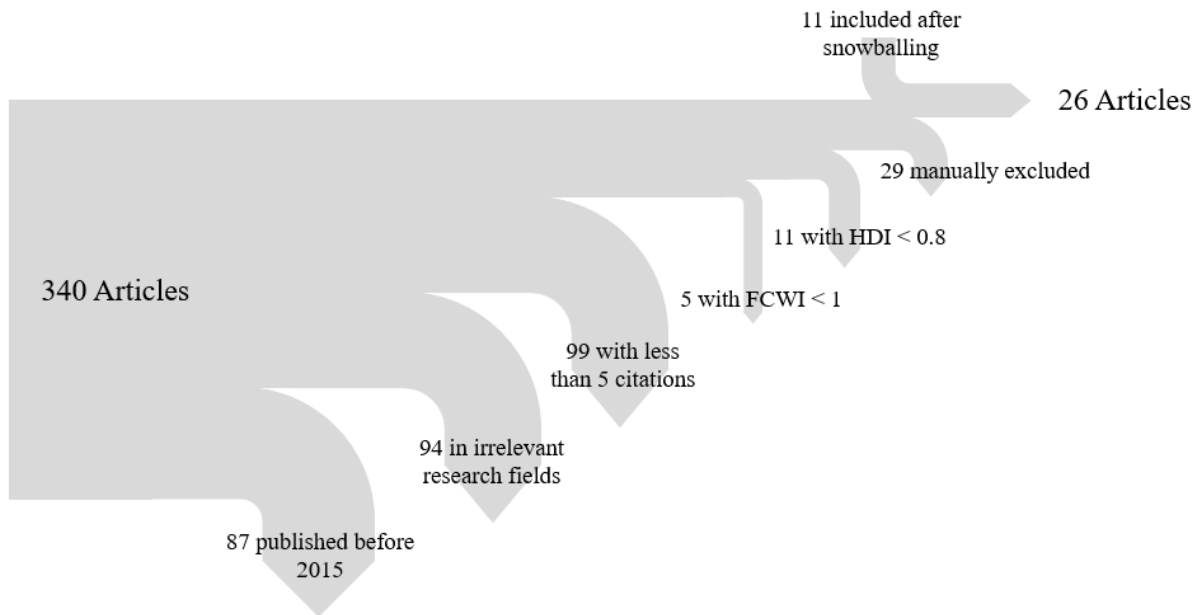 11 included after
snowballing
26 Articles
29 manually excluded
11 with HDI < 0.8
340 Articles
5 with FCWI < 1
99 with less
than 5 citations
94 in irrelevant
research fields
87 published before
2015